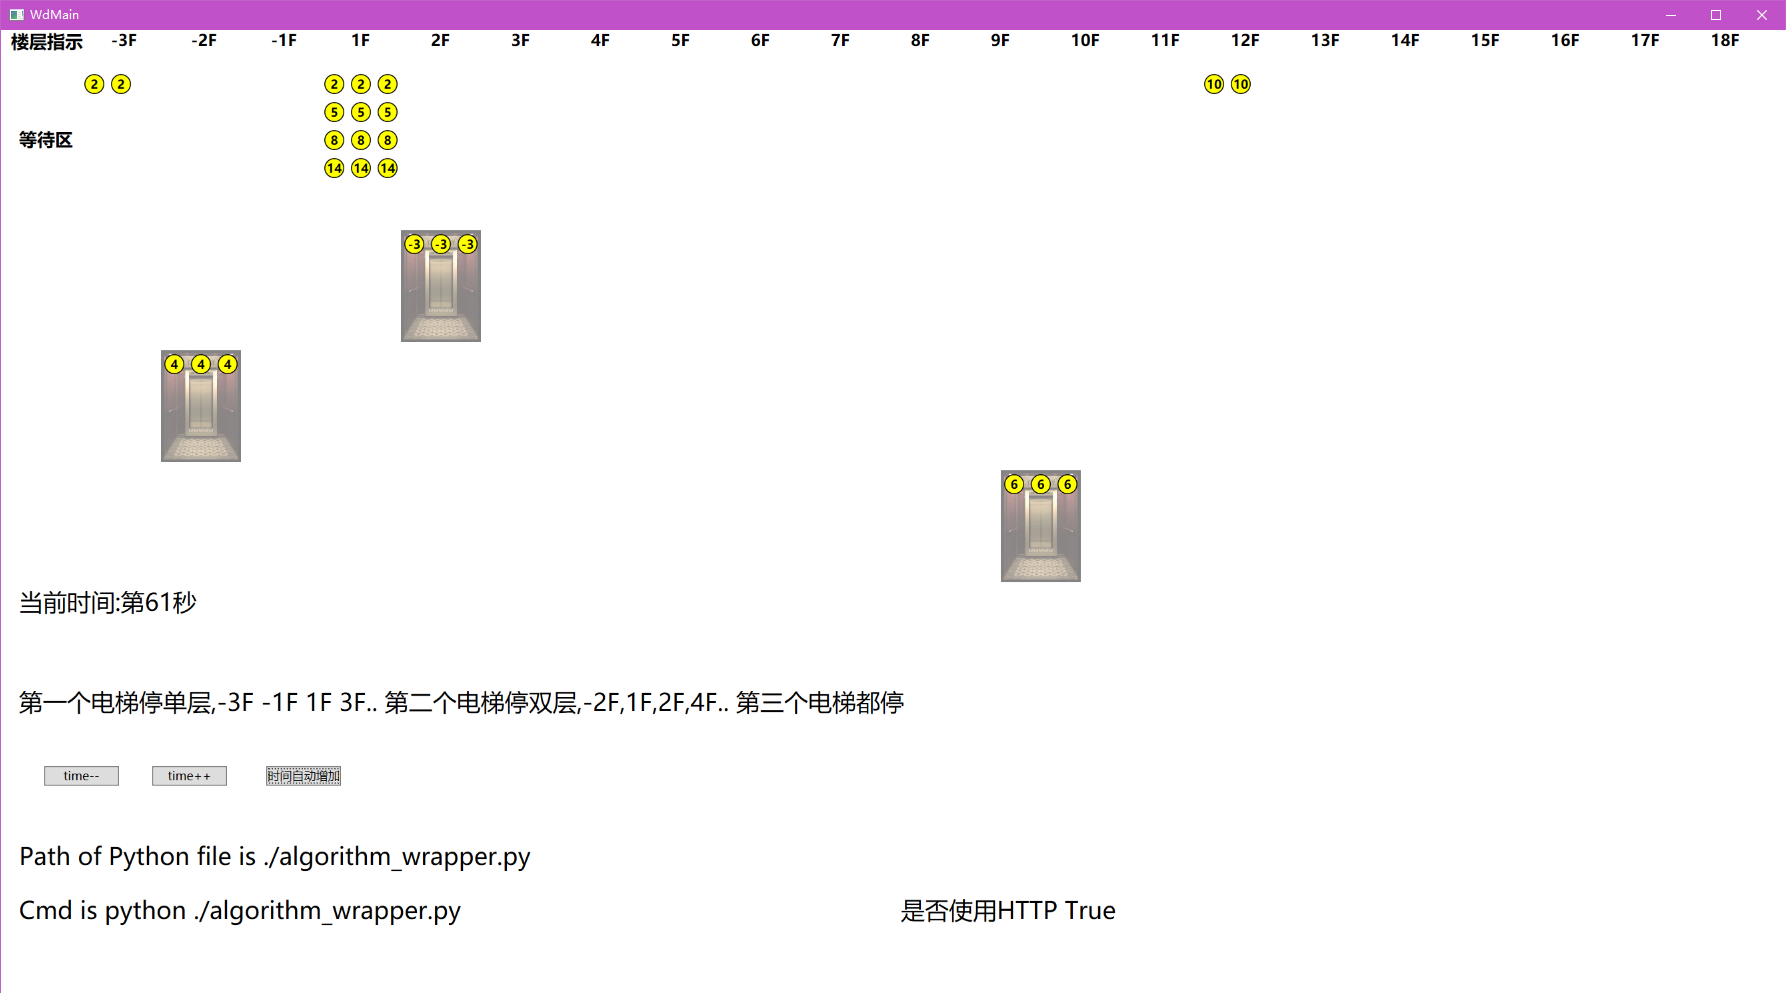 WdMain
楼层指示 -3F -2F -1F 1F 2F 3F 4F 5F 6F 7F 8F 9F 10F 11F 12F 13F 14F 15F 16F 17F 18F
2 2 2 2 2 10 10
5 5 5
等待区 8 8 8
14 14 14
-3 -3 -3
4 4 4
6 6 6
当前时间:第61秒
第一个电梯停单层,-3F -1F 1F 3F.. 第二个电梯停双层,-2F,1F,2F,4F.. 第三个电梯都停
time-- time++ 时间自动增加
Path of Python file is ./algorithm_wrapper.py
Cmd is python ./algorithm_wrapper.py 是否使用HTTP True